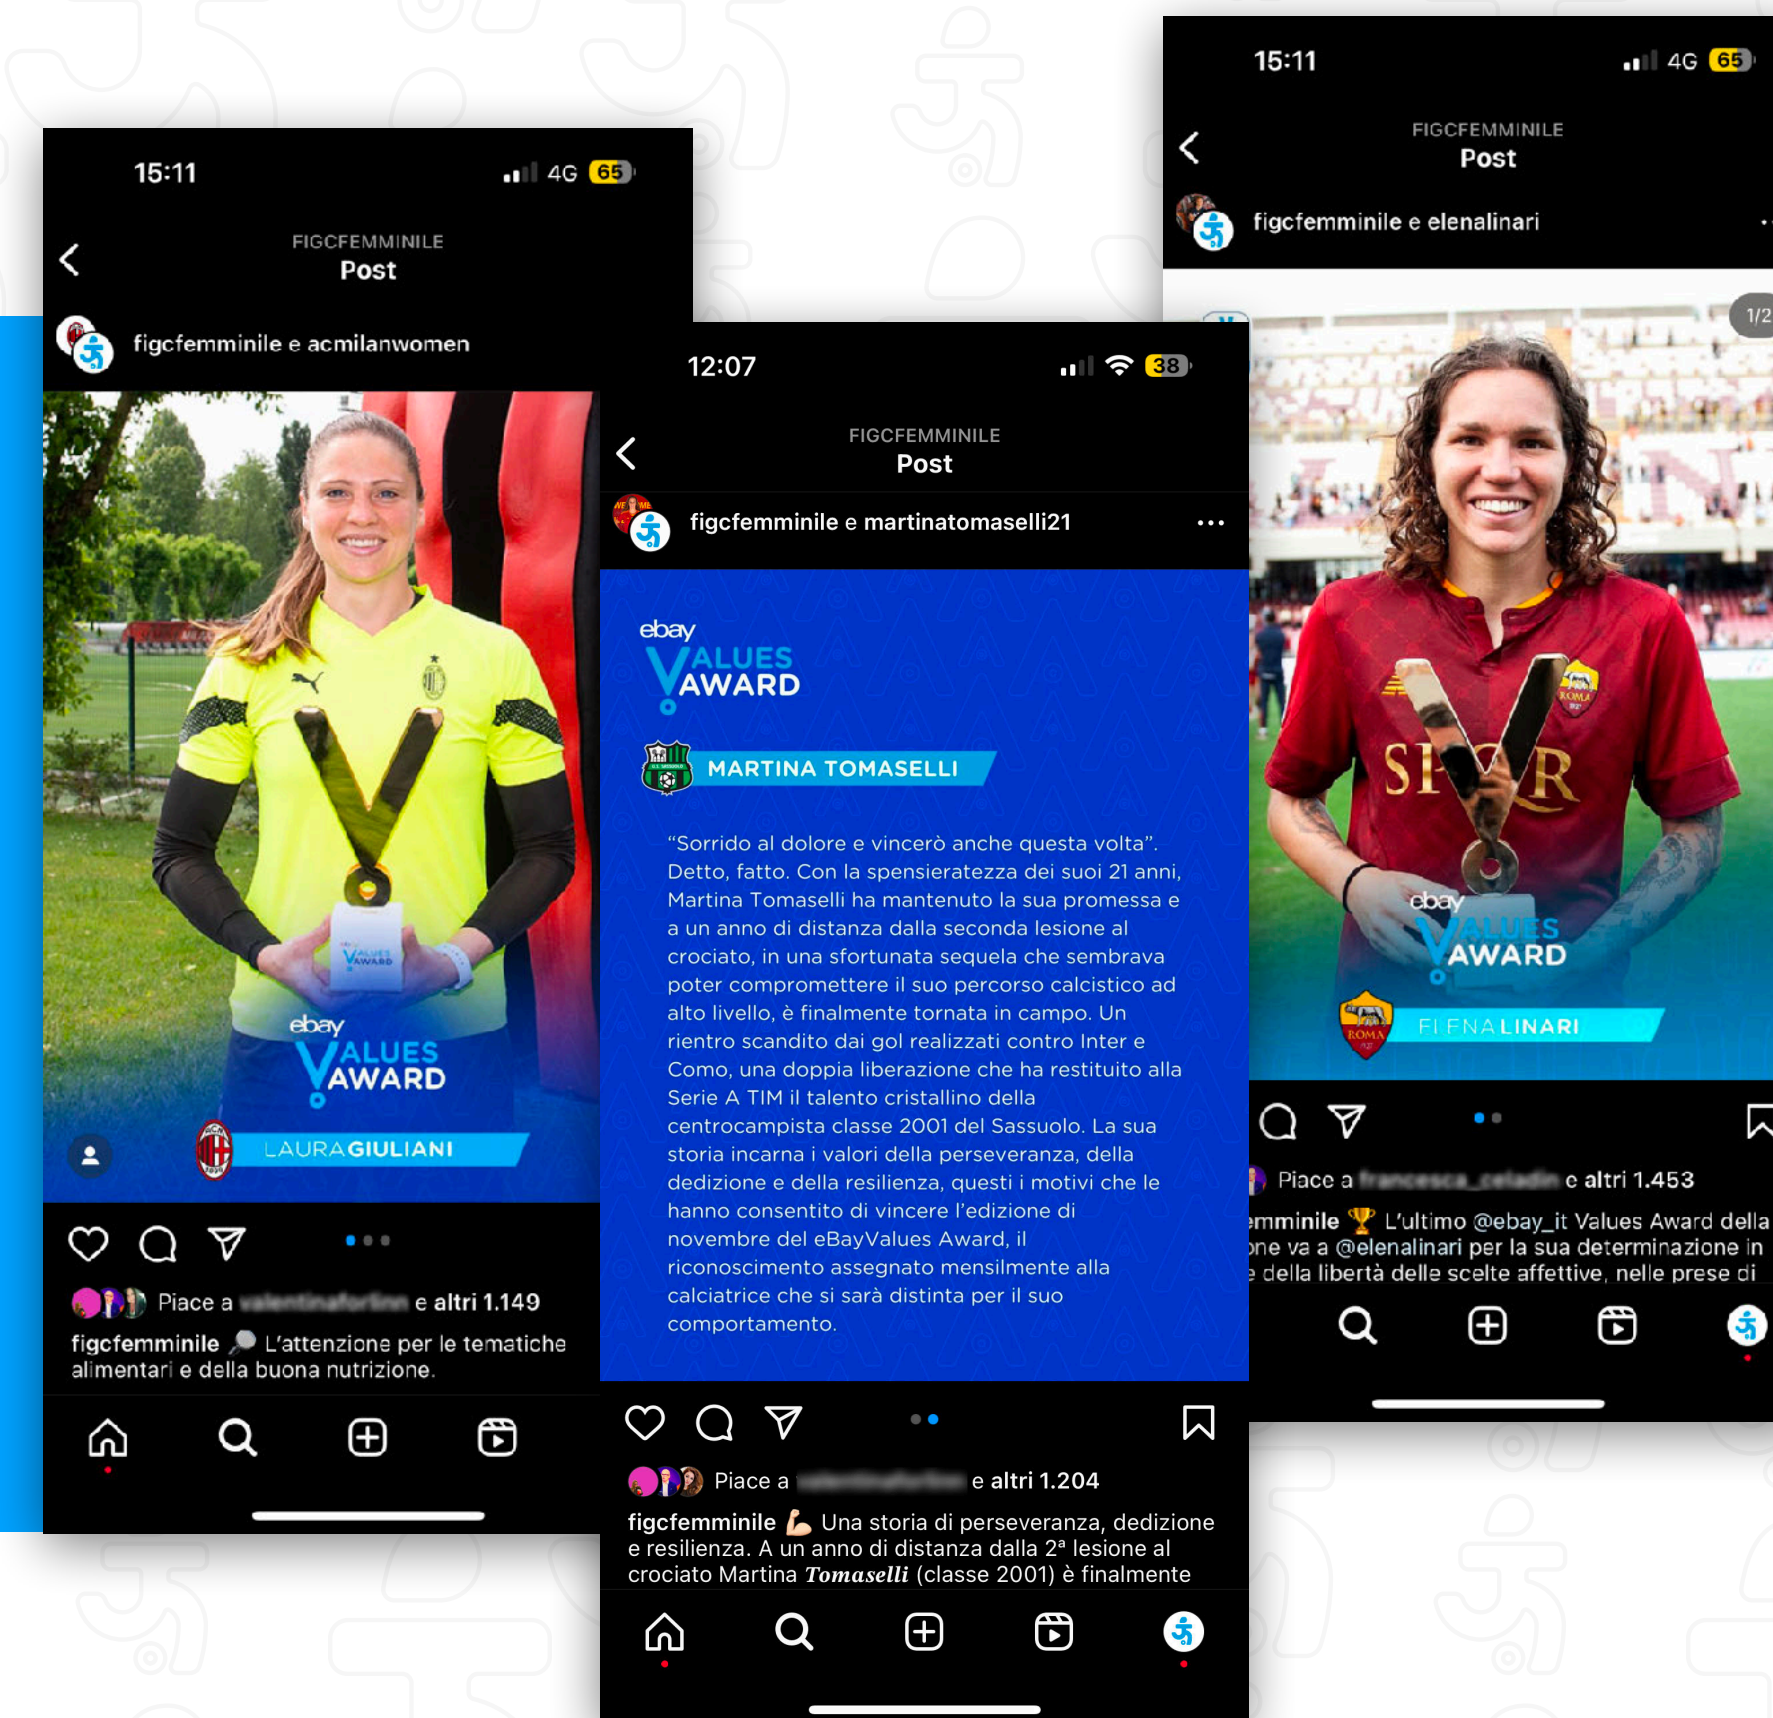 15:11
4G 65
FIGCFEMMINILE
Post
figcfemminile e acmilanwomen
VALUES
AWARD
ebay
VALUES
AWARD
LAURAGIULIANI
Piace a e altri 1.149
figcfemminile 🔎 L'attenzione per le tematiche
alimentari e della buona nutrizione.
12:07
38
FIGCFEMMINILE
Post
figcfemminile e martinatomaselli21
ebay
VALUES
AWARD
MARTINA TOMASELLI
“Sorrido al dolore e vincerò anche questa volta”.
Detto, fatto. Con la spensieratezza dei suoi 21 anni,
Martina Tomaselli ha mantenuto la sua promessa e
a un anno di distanza dalla seconda lesione al
crociato, in una sfortunata sequela che sembrava
poter compromettere il suo percorso calcistico ad
alto livello, è finalmente tornata in campo. Un
rientro scandito dai gol realizzati contro Inter e
Como, una doppia liberazione che ha restituito alla
Serie A TIM il talento cristallino della
centrocampista classe 2001 del Sassuolo. La sua
storia incarna i valori della perseveranza, della
dedizione e della resilienza, questi i motivi che le
hanno consentito di vincere l’edizione di
novembre del eBayValues Award, il
riconoscimento assegnato mensilmente alla
calciatrice che si sarà distinta per il suo
comportamento.
Piace a e altri 1.204
figcfemminile 💪🏻 Una storia di perseveranza, dedizione
e resilienza. A un anno di distanza dalla 2ª lesione al
crociato Martina Tomaselli (classe 2001) è finalmente
15:11
4G 65
FIGCFEMMINILE
Post
figcfemminile e elenalinari
1/2
ROMA
ebay
VALUES
AWARD
ROMA
ELENALINARI
Piace a e altri 1.453
emminile 🏆 L'ultimo @ebay_it Values Award della
one va a @elenalinari per la sua determinazione in
e della libertà delle scelte affettive, nelle prese di